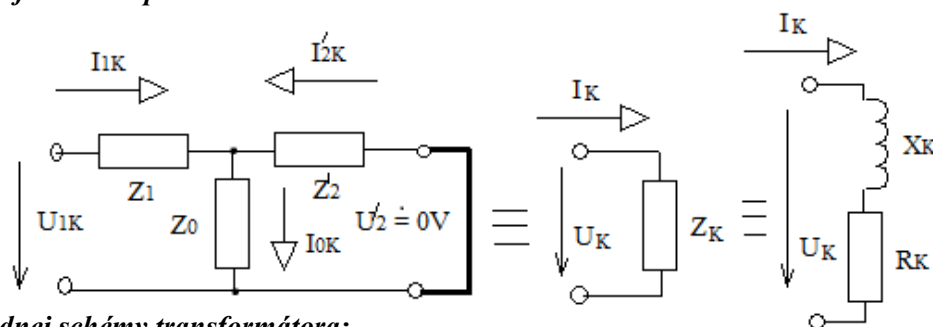 I1K
I'2K
IK
IK
XK
Z1
Z'2
U1K
Z0
I0K
U'2 ≐ 0V
UK
ZK
UK
RK
dnej schémy transformátora: